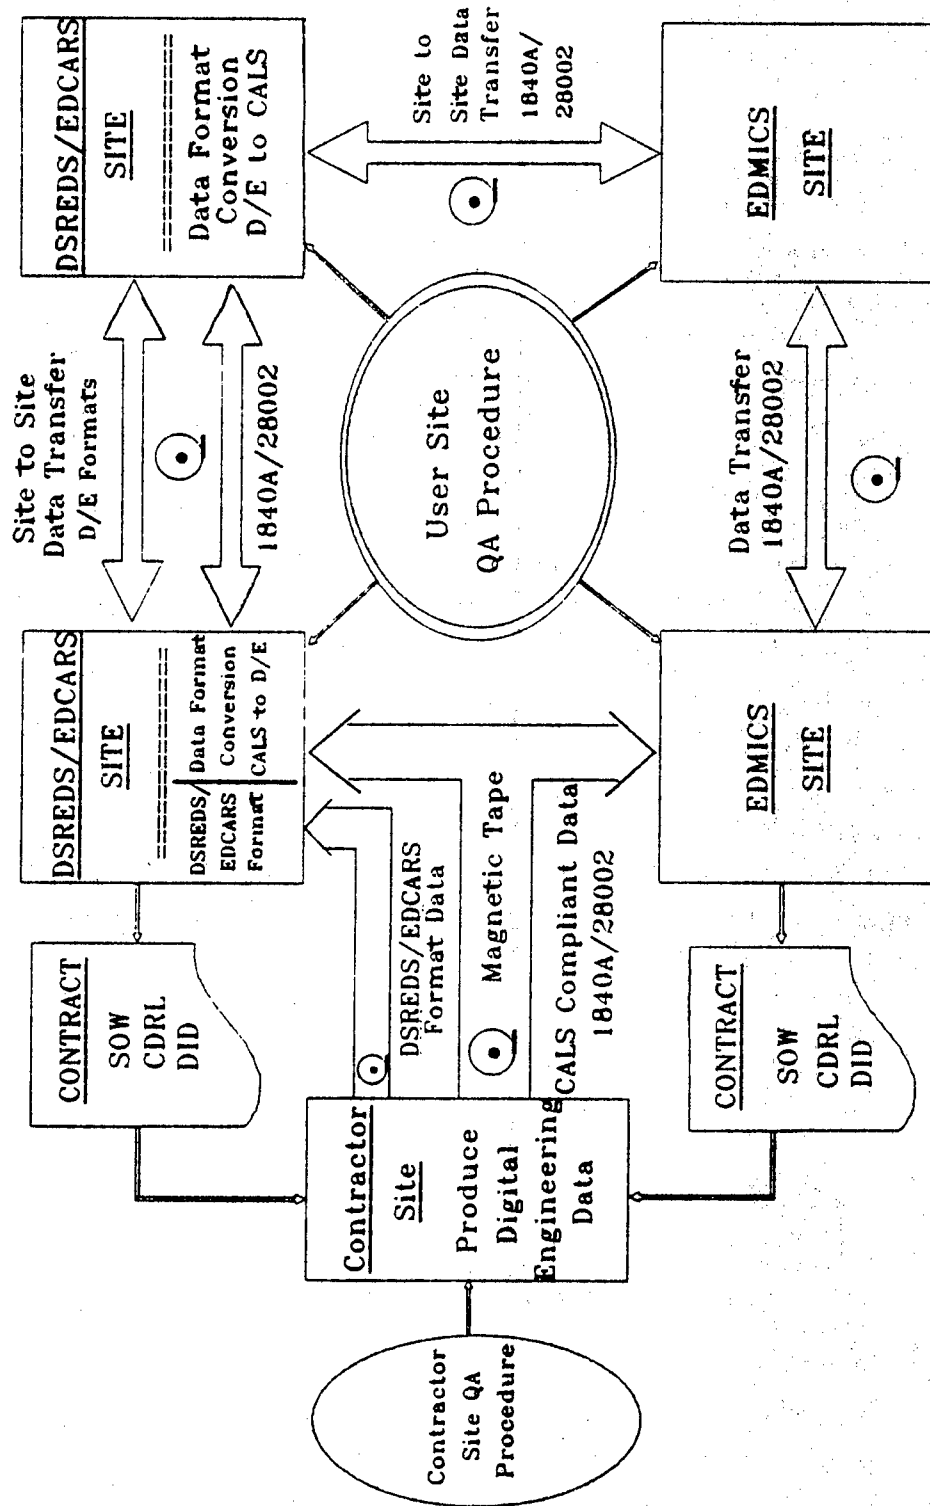 Contractor
Site QA
Procedure
CONTRACT
SOW
CDRL
DID
Contractor
Site
Produce
Digital
Engineering
Data
CONTRACT
SOW
CDRL
DID
DSREDS/EDCARS
Format Data
Magnetic Tape
CALS Compliant Data
1840A/28002
DSREDS/EDCARS
SITE
==============
DSREDS/
EDCARS
Format
Data Format
Conversion
CALS to D/E
EDMICS
SITE
Site to Site
Data Transfer
D/E Formats
1840A/28002
User Site
QA Procedure
Data Transfer
1840A/28002
DSREDS/EDCARS
SITE
==============
Data Format
Conversion
D/E to CALS
Site to
Site Data
Transfer
1840A/
28002
EDMICS
SITE